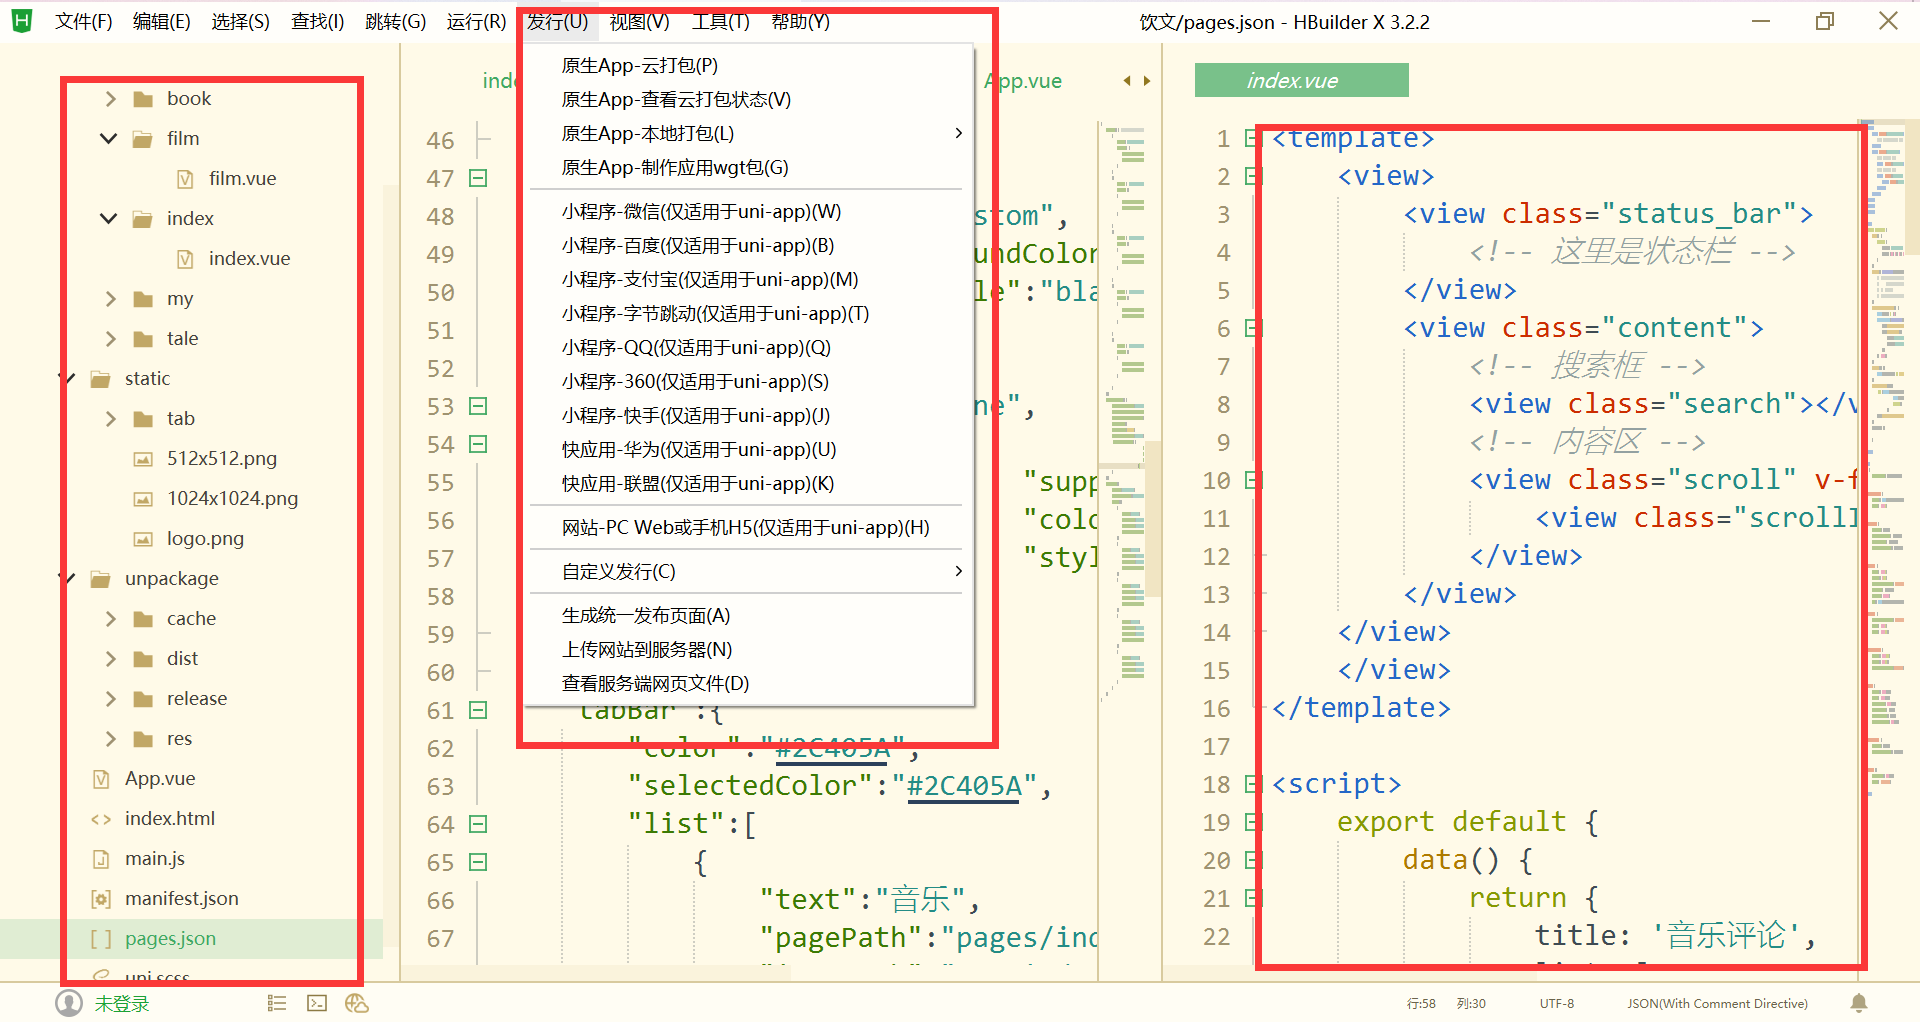 文件(F) 编辑(E) 选择(S) 查找(I) 跳转(G) 运行(R) 发行(U) 视图(V) 工具(T) 帮助(Y) 饮文/pages.json - HBuilder X 3.2.2
book
film
film.vue
index
index.vue
my
tale
static
tab
512x512.png
1024x1024.png
logo.png
unpackage
cache
dist
release
res
App.vue
index.html
main.js
manifest.json
pages.json
uni.scss
App.vue
原生App-云打包(P)
原生App-查看云打包状态(V)
原生App-本地打包(L)
原生App-制作应用wgt包(G)
小程序-微信(仅适用于uni-app)(W)
小程序-百度(仅适用于uni-app)(B)
小程序-支付宝(仅适用于uni-app)(M)
小程序-字节跳动(仅适用于uni-app)(T)
小程序-QQ(仅适用于uni-app)(Q)
小程序-360(仅适用于uni-app)(S)
小程序-快手(仅适用于uni-app)(J)
快应用-华为(仅适用于uni-app)(U)
快应用-联盟(仅适用于uni-app)(K)
网站-PC Web或手机H5(仅适用于uni-app)(H)
自定义发行(C)
生成统一发布页面(A)
上传网站到服务器(N)
查看服务端网页文件(D)
46
47
48 stom",
49 undColor
50 le":"bla
51
52
53 ne",
54
55 "supp
56 "colo
57 "styl
58
59
60
61 tabBar":{
62 "color":"#2C405A",
63 "selectedColor":"#2C405A",
64 "list":[
65 {
66 "text":"音乐",
67 "pagePath":"pages/ind
index.vue
1 <template>
2 <view>
3 <view class="status_bar">
4 <!-- 这里是状态栏 -->
5 </view>
6 <view class="content">
7 <!-- 搜索框 -->
8 <view class="search"></v
9 <!-- 内容区 -->
10 <view class="scroll" v-f
11 <view class="scrollI
12 </view>
13 </view>
14 </view>
15 </view>
16 </template>
17
18 <script>
19 export default {
20 data() {
21 return {
22 title: '音乐评论',
未登录 行:58 列:30 UTF-8 JSON(With Comment Directive)